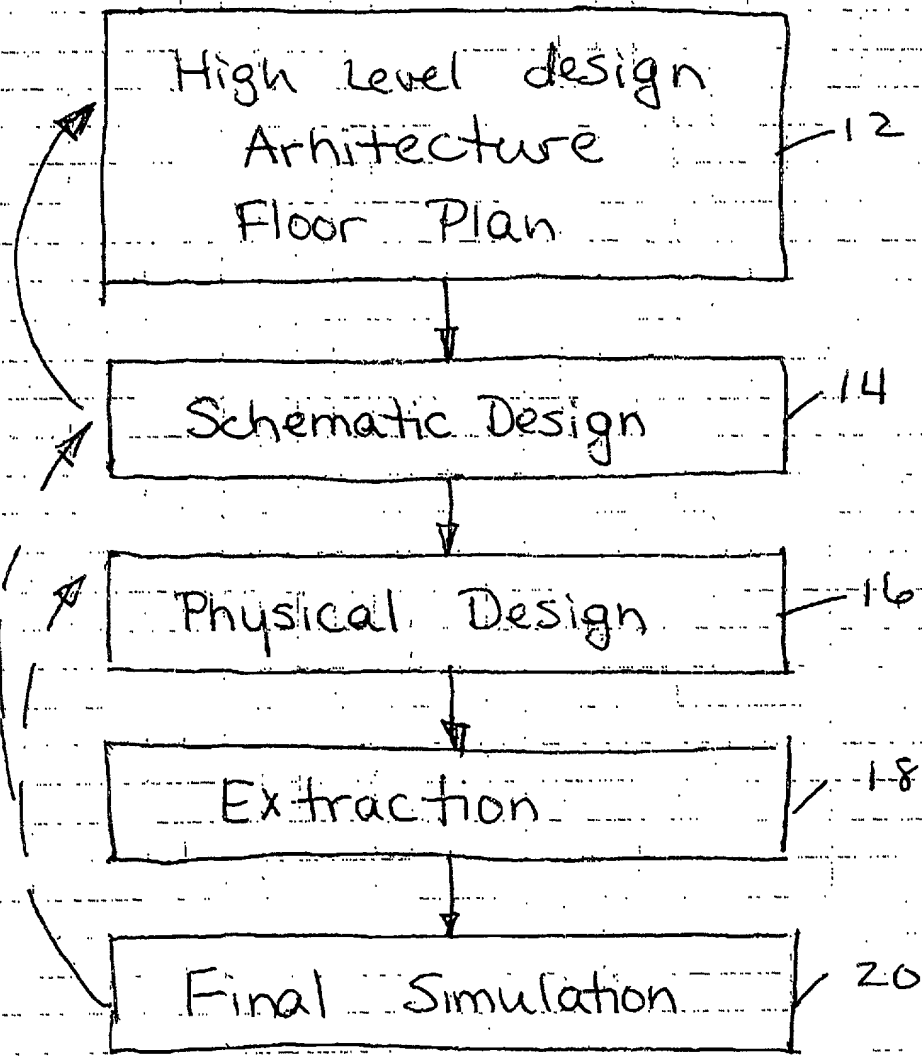 High Level design
Arhitecture
Floor Plan
12
Schematic Design
14
Physical Design
16
Extraction
18
Final Simulation
20